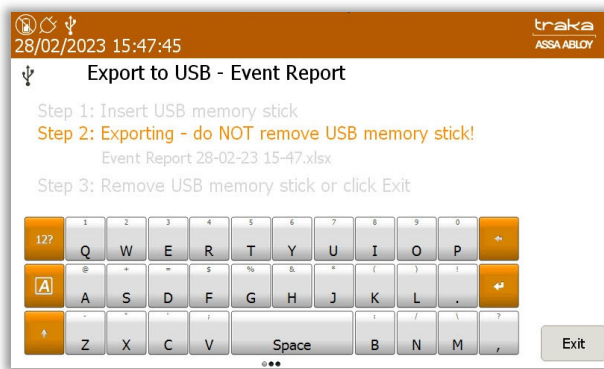 traka
28/02/2023 15:47:45
ASSA ABLOY
Export to USB - Event Report
Step 1: Insert USB memory stick
Step 2: Exporting - do NOT remove USB memory stick!
Event Report 28-02-23 15-47.xlsx
Step 3: Remove USB memory stick or click Exit
1 2 3 4 5 6 7 8 9 0
12? Q W E R T Y U I O P
@ + = $ % & * ( ) !
A A S D F G H J K L .
- " ' ; : / \ ?
Z X C V Space B N M ,
Exit